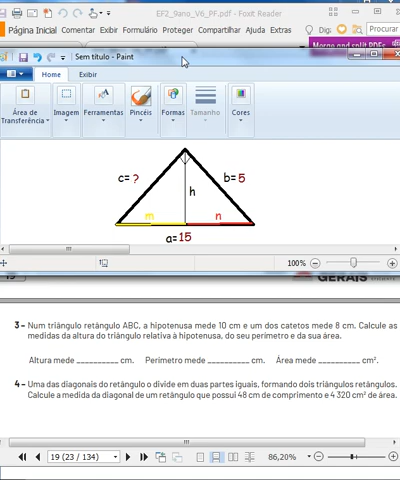 EF2_9ano_V6_PF.pdf - Foxit Reader
Página Inicial Comentar Exibir Formulário Proteger Compartilhar Ajuda Extras Procurar
Sem título - Paint
Home Exibir
Área de Transferência Imagem Ferramentas Pincéis Formas Tamanho Cores
c= ? b=5
h
m n
a=15
100%
GERAIS
3 - Num triângulo retângulo ABC, a hipotenusa mede 10 cm e um dos catetos mede 8 cm. Calcule as
medidas da altura do triângulo relativa à hipotenusa, do seu perímetro e da sua área.
Altura mede __________ cm. Perímetro mede __________ cm. Área mede __________ cm².
4 - Uma das diagonais do retângulo o divide em duas partes iguais, formando dois triângulos retângulos.
Calcule a medida da diagonal de um retângulo que possui 48 cm de comprimento e 4 320 cm² de área.
19 (23 / 134) 86,20%